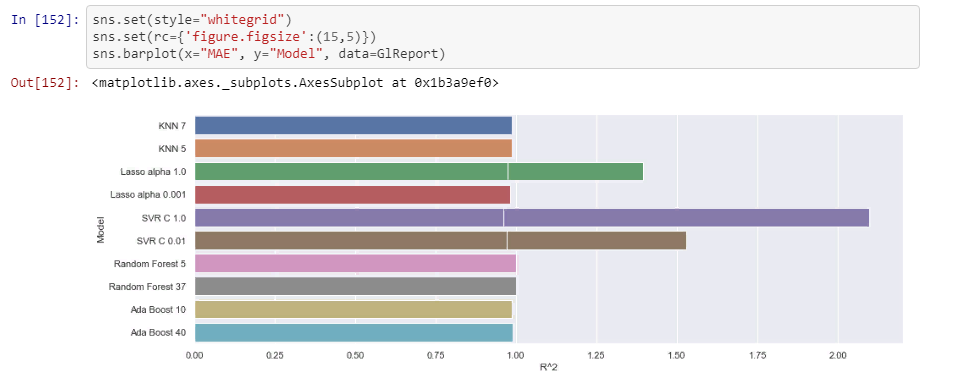 In [152]: sns.set(style="whitegrid")
sns.set(rc={'figure.figsize':(15,5)})
sns.barplot(x="MAE", y="Model", data=GlReport)
Out[152]: <matplotlib.axes._subplots.AxesSubplot at 0x1b3a9ef0>
KNN 7
KNN 5
Lasso alpha 1.0
Lasso alpha 0.001
SVR C 1.0
SVR C 0.01
Random Forest 5
Random Forest 37
Ada Boost 10
Ada Boost 40
Model
0.00 0.25 0.50 0.75 1.00 1.25 1.50 1.75 2.00
R^2